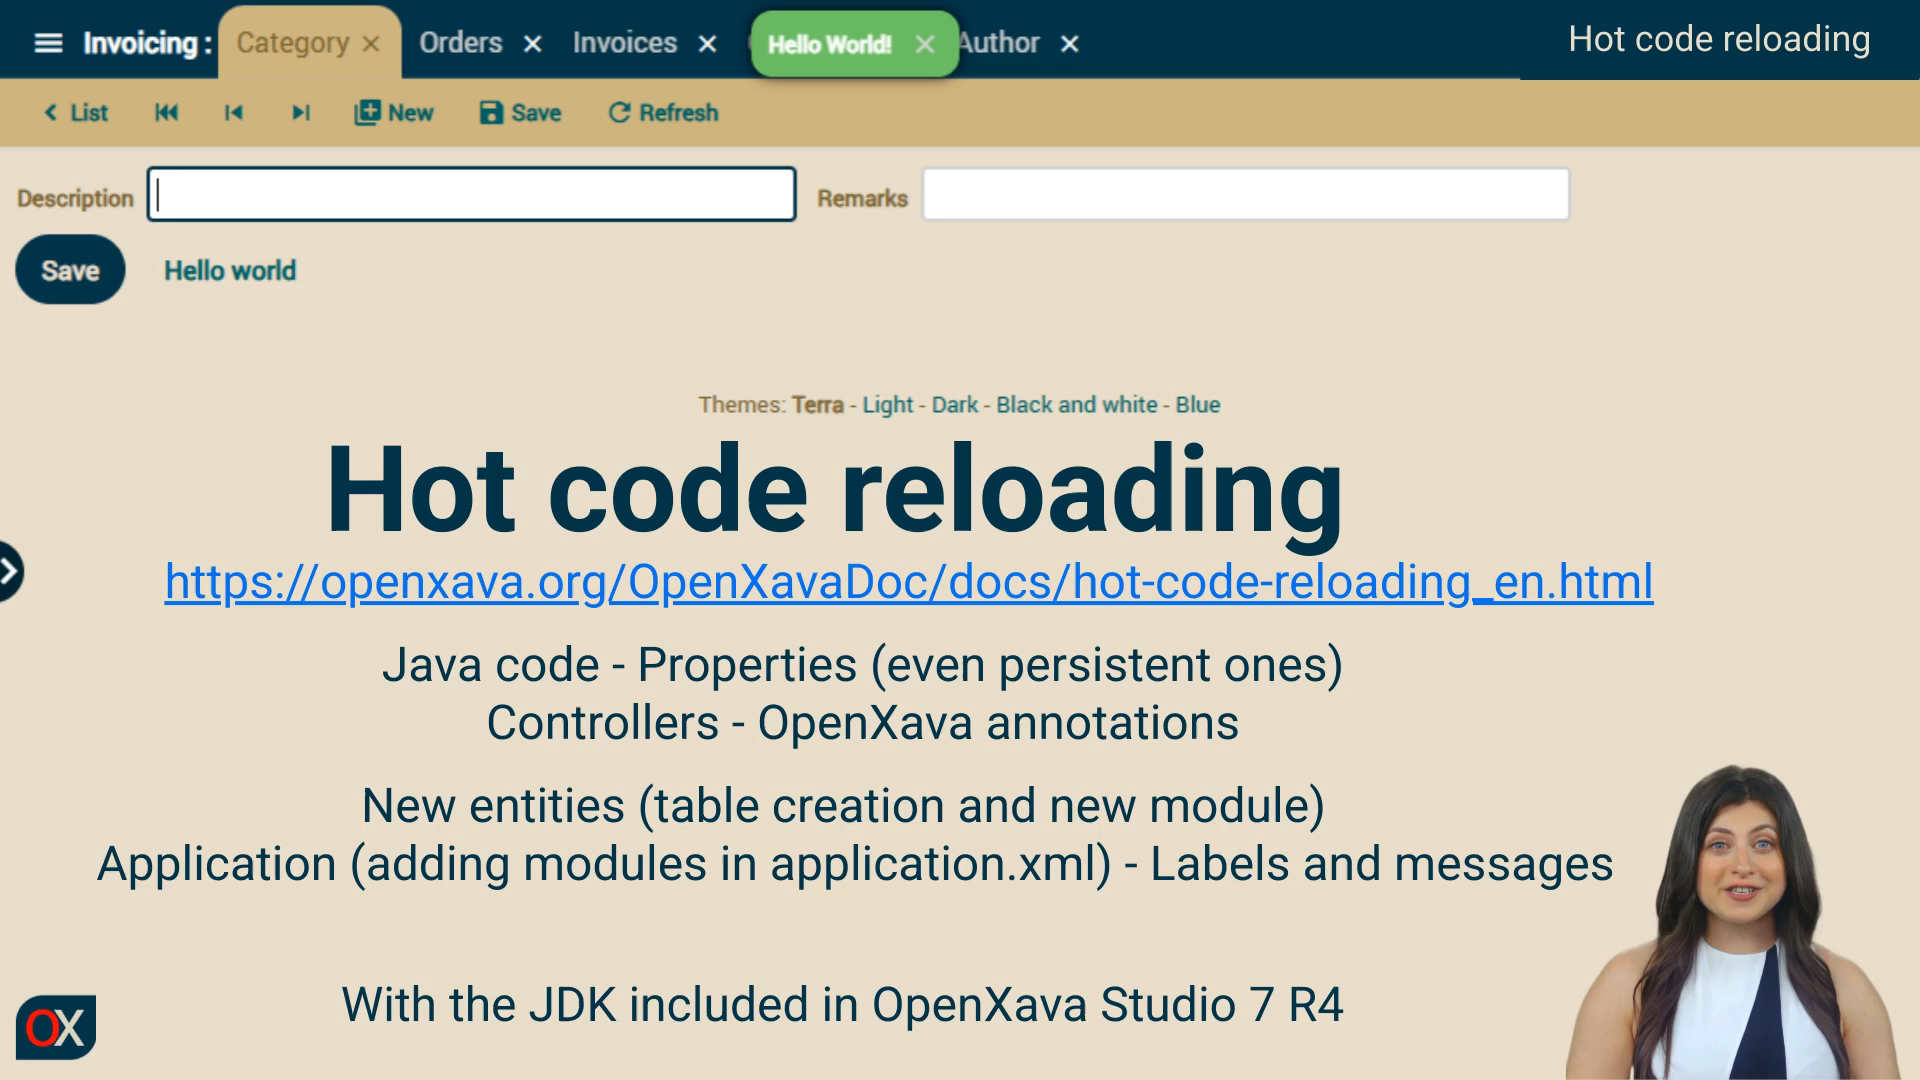 Invoicing : Category Orders Invoices Hello World! Author Hot code reloading
List New Save Refresh
Description Remarks
Save Hello world
Themes: Terra - Light - Dark - Black and white - Blue
Hot code reloading
https://openxava.org/OpenXavaDoc/docs/hot-code-reloading_en.html
Java code - Properties (even persistent ones)
Controllers - OpenXava annotations
New entities (table creation and new module)
Application (adding modules in application.xml) - Labels and messages
With the JDK included in OpenXava Studio 7 R4
OX